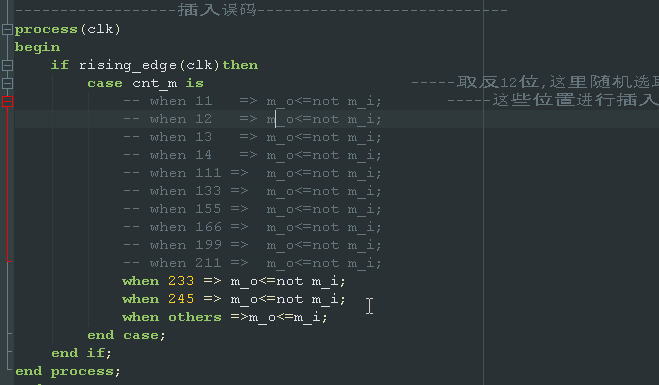 -----------------插入误码---------------------------
process(clk)
begin
    if rising_edge(clk)then
        case cnt_m is                       -----取反12位,这里随机选取
            -- when 11   => m_o<=not m_i;       -----这些位置进行插入
            -- when 12   => m_o<=not m_i;
            -- when 13   => m_o<=not m_i;
            -- when 14   => m_o<=not m_i;
            -- when 111 =>  m_o<=not m_i;
            -- when 133 =>  m_o<=not m_i;
            -- when 155 =>  m_o<=not m_i;
            -- when 166 =>  m_o<=not m_i;
            -- when 199 =>  m_o<=not m_i;
            -- when 211 =>  m_o<=not m_i;
            when 233 => m_o<=not m_i;
            when 245 => m_o<=not m_i;
            when others =>m_o<=m_i;
        end case;
    end if;
end process;